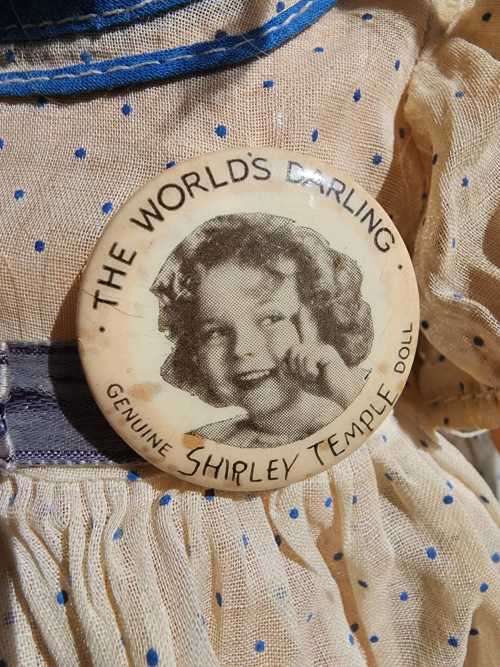 THE WORLD'S DARLING
GENUINE SHIRLEY TEMPLE DOLL